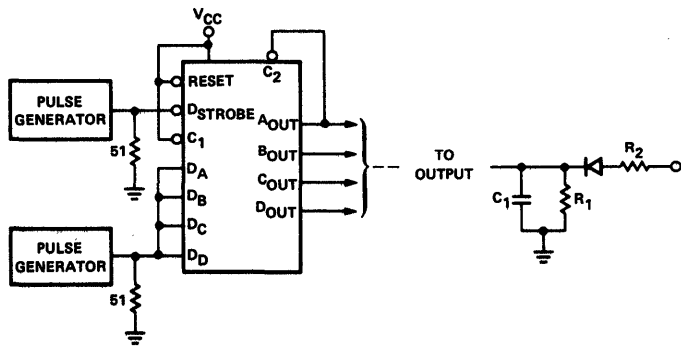 VCC
C2
RESET
PULSE
GENERATOR
DSTROBE
C1
AOUT
51
BOUT
TO
OUTPUT
R2
DA
DB
COUT
C1
R1
DC
DOUT
PULSE
GENERATOR
DD
51